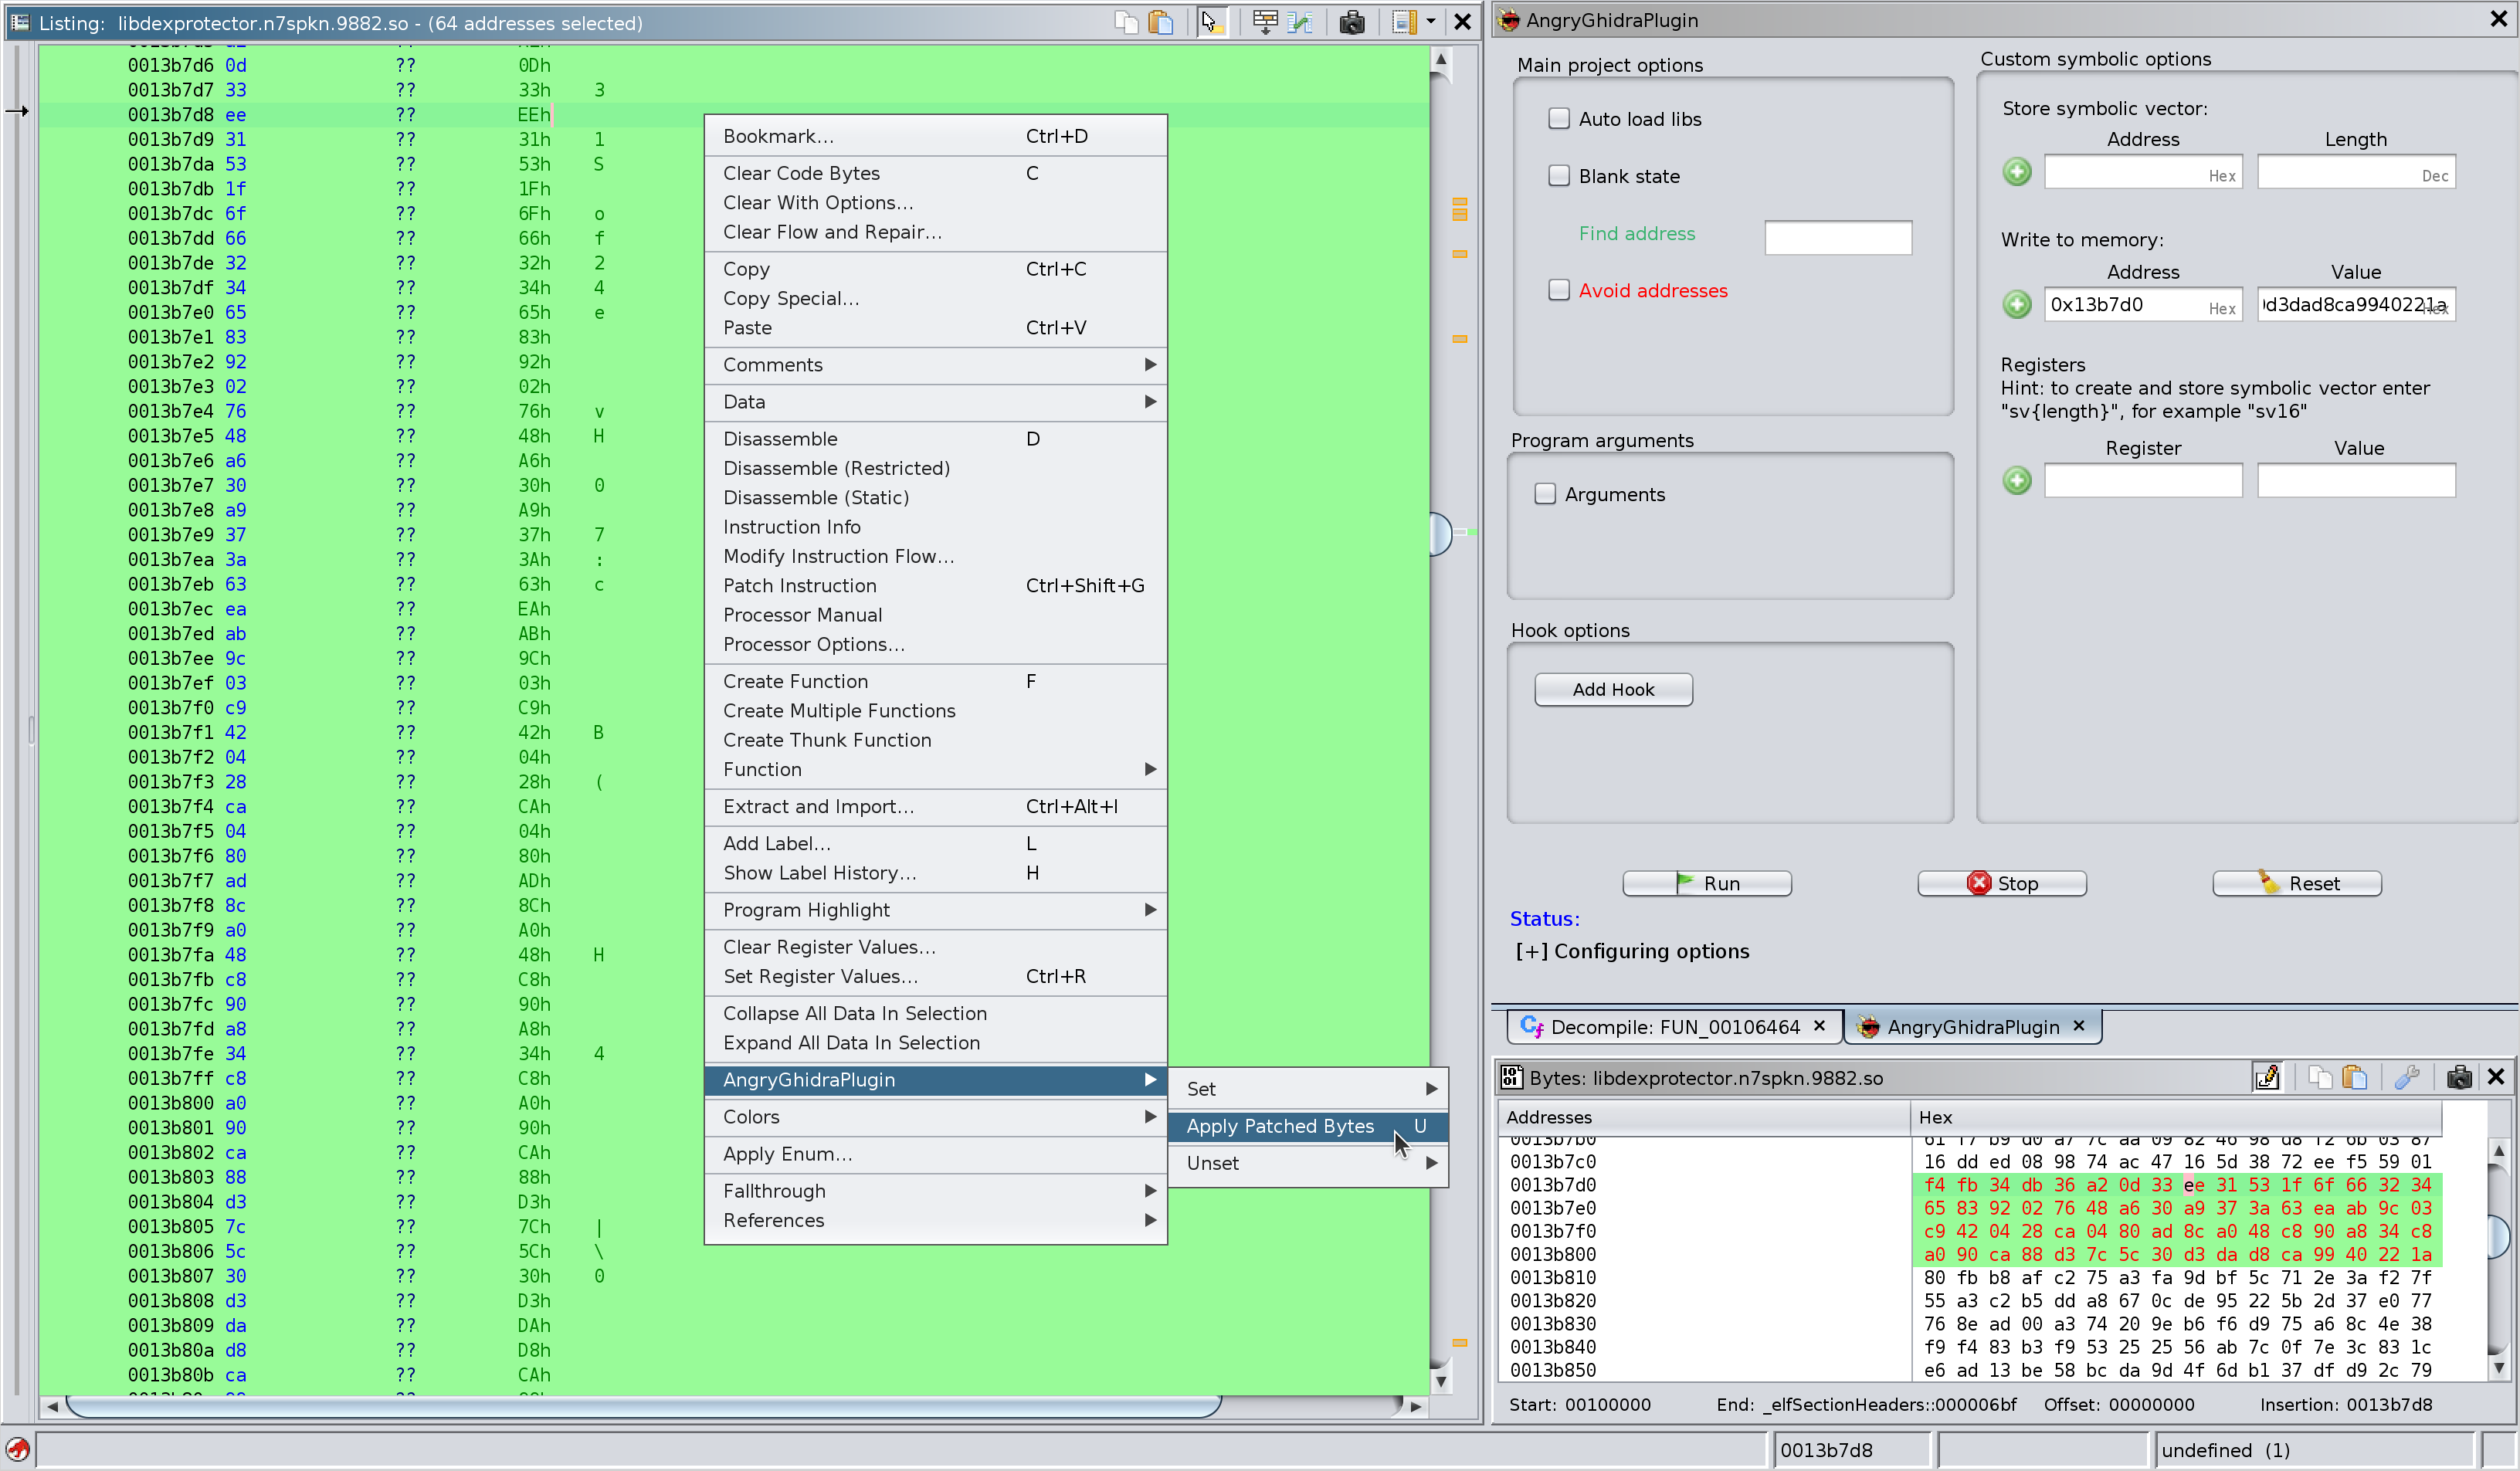 Listing: libdexprotector.n7spkn.9882.so - (64 addresses selected)
0013b7d6 0d ?? 0Dh
0013b7d7 33 ?? 33h 3
0013b7d8 ee ?? EEh
0013b7d9 31 ?? 31h 1
0013b7da 53 ?? 53h S
0013b7db 1f ?? 1Fh
0013b7dc 6f ?? 6Fh o
0013b7dd 66 ?? 66h f
0013b7de 32 ?? 32h 2
0013b7df 34 ?? 34h 4
0013b7e0 65 ?? 65h e
0013b7e1 83 ?? 83h
0013b7e2 92 ?? 92h
0013b7e3 02 ?? 02h
0013b7e4 76 ?? 76h v
0013b7e5 48 ?? 48h H
0013b7e6 a6 ?? A6h
0013b7e7 30 ?? 30h 0
0013b7e8 a9 ?? A9h
0013b7e9 37 ?? 37h 7
0013b7ea 3a ?? 3Ah :
0013b7eb 63 ?? 63h c
0013b7ec ea ?? EAh
0013b7ed ab ?? ABh
0013b7ee 9c ?? 9Ch
0013b7ef 03 ?? 03h
0013b7f0 c9 ?? C9h
0013b7f1 42 ?? 42h B
0013b7f2 04 ?? 04h
0013b7f3 28 ?? 28h (
0013b7f4 ca ?? CAh
0013b7f5 04 ?? 04h
0013b7f6 80 ?? 80h
0013b7f7 ad ?? ADh
0013b7f8 8c ?? 8Ch
0013b7f9 a0 ?? A0h
0013b7fa 48 ?? 48h H
0013b7fb c8 ?? C8h
0013b7fc 90 ?? 90h
0013b7fd a8 ?? A8h
0013b7fe 34 ?? 34h 4
0013b7ff c8 ?? C8h
0013b800 a0 ?? A0h
0013b801 90 ?? 90h
0013b802 ca ?? CAh
0013b803 88 ?? 88h
0013b804 d3 ?? D3h
0013b805 7c ?? 7Ch |
0013b806 5c ?? 5Ch \
0013b807 30 ?? 30h 0
0013b808 d3 ?? D3h
0013b809 da ?? DAh
0013b80a d8 ?? D8h
0013b80b ca ?? CAh
Bookmark... Ctrl+D
Clear Code Bytes C
Clear With Options...
Clear Flow and Repair...
Copy Ctrl+C
Copy Special...
Paste Ctrl+V
Comments
Data
Disassemble D
Disassemble (Restricted)
Disassemble (Static)
Instruction Info
Modify Instruction Flow...
Patch Instruction Ctrl+Shift+G
Processor Manual
Processor Options...
Create Function F
Create Multiple Functions
Create Thunk Function
Function
Extract and Import... Ctrl+Alt+I
Add Label... L
Show Label History... H
Program Highlight
Clear Register Values...
Set Register Values... Ctrl+R
Collapse All Data In Selection
Expand All Data In Selection
AngryGhidraPlugin
Colors
Apply Enum...
Fallthrough
References
Set
Apply Patched Bytes U
Unset
AngryGhidraPlugin
Main project options
Auto load libs
Blank state
Find address
Avoid addresses
Program arguments
Arguments
Hook options
Add Hook
Custom symbolic options
Store symbolic vector:
Address Length
Hex Dec
Write to memory:
Address Value
0x13b7d0 Hex d3dad8ca9940221a Hex
Registers
Hint: to create and store symbolic vector enter
"sv{length}", for example "sv16"
Register Value
Run Stop Reset
Status:
[+] Configuring options
Decompile: FUN_00106464 AngryGhidraPlugin
Bytes: libdexprotector.n7spkn.9882.so
Addresses Hex
0013b7b0 61 f7 b9 d0 a7 7c aa 09 82 46 98 d8 f2 6b 03 87
0013b7c0 16 dd ed 08 98 74 ac 47 16 5d 38 72 ee f5 59 01
0013b7d0 f4 fb 34 db 36 a2 0d 33 ee 31 53 1f 6f 66 32 34
0013b7e0 65 83 92 02 76 48 a6 30 a9 37 3a 63 ea ab 9c 03
0013b7f0 c9 42 04 28 ca 04 80 ad 8c a0 48 c8 90 a8 34 c8
0013b800 a0 90 ca 88 d3 7c 5c 30 d3 da d8 ca 99 40 22 1a
0013b810 80 fb b8 af c2 75 a3 fa 9d bf 5c 71 2e 3a f2 7f
0013b820 55 a3 c2 b5 dd a8 67 0c de 95 22 5b 2d 37 e0 77
0013b830 76 8e ad 00 a3 74 20 9e b6 f6 d9 75 a6 8c 4e 38
0013b840 f9 f4 83 b3 f9 53 25 25 56 ab 7c 0f 7e 3c 83 1c
0013b850 e6 ad 13 be 58 bc da 9d 4f 6d b1 37 df d9 2c 79
Start: 00100000 End: _elfSectionHeaders::000006bf Offset: 00000000 Insertion: 0013b7d8
0013b7d8 undefined (1)